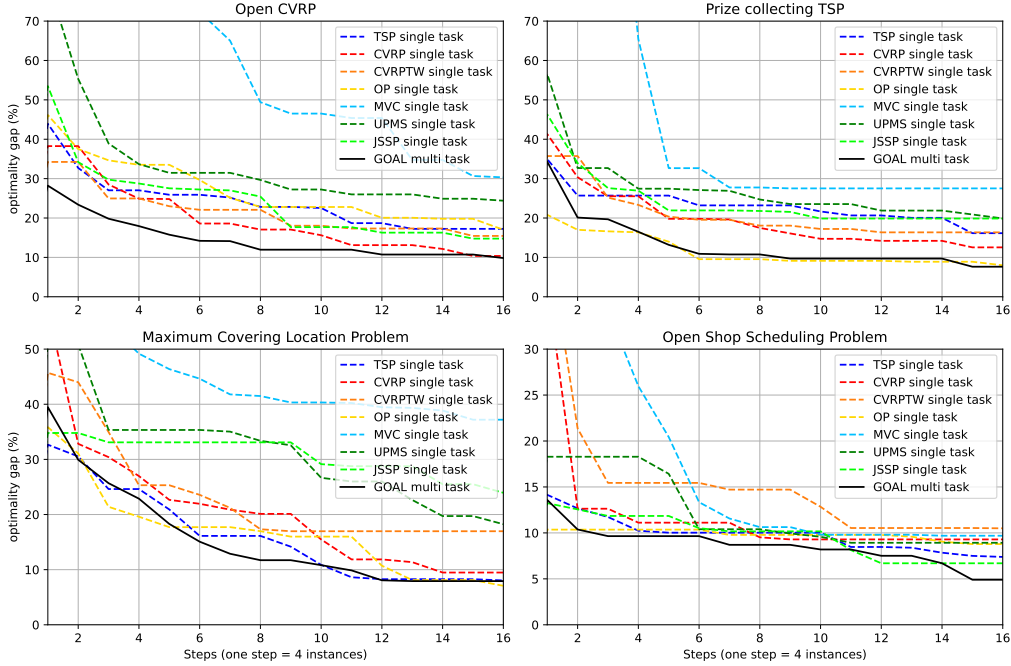 Open CVRP
70
60
50
40
30
20
10
0
optimality gap (%)
2 4 6 8 10 12 14 16
TSP single task
CVRP single task
CVRPTW single task
OP single task
MVC single task
UPMS single task
JSSP single task
GOAL multi task
Prize collecting TSP
70
60
50
40
30
20
10
0
2 4 6 8 10 12 14 16
TSP single task
CVRP single task
CVRPTW single task
OP single task
MVC single task
UPMS single task
JSSP single task
GOAL multi task
Maximum Covering Location Problem
50
40
30
20
10
0
optimality gap (%)
2 4 6 8 10 12 14 16
Steps (one step = 4 instances)
TSP single task
CVRP single task
CVRPTW single task
OP single task
MVC single task
UPMS single task
JSSP single task
GOAL multi task
Open Shop Scheduling Problem
30
25
20
15
10
5
0
2 4 6 8 10 12 14 16
Steps (one step = 4 instances)
TSP single task
CVRP single task
CVRPTW single task
OP single task
MVC single task
UPMS single task
JSSP single task
GOAL multi task